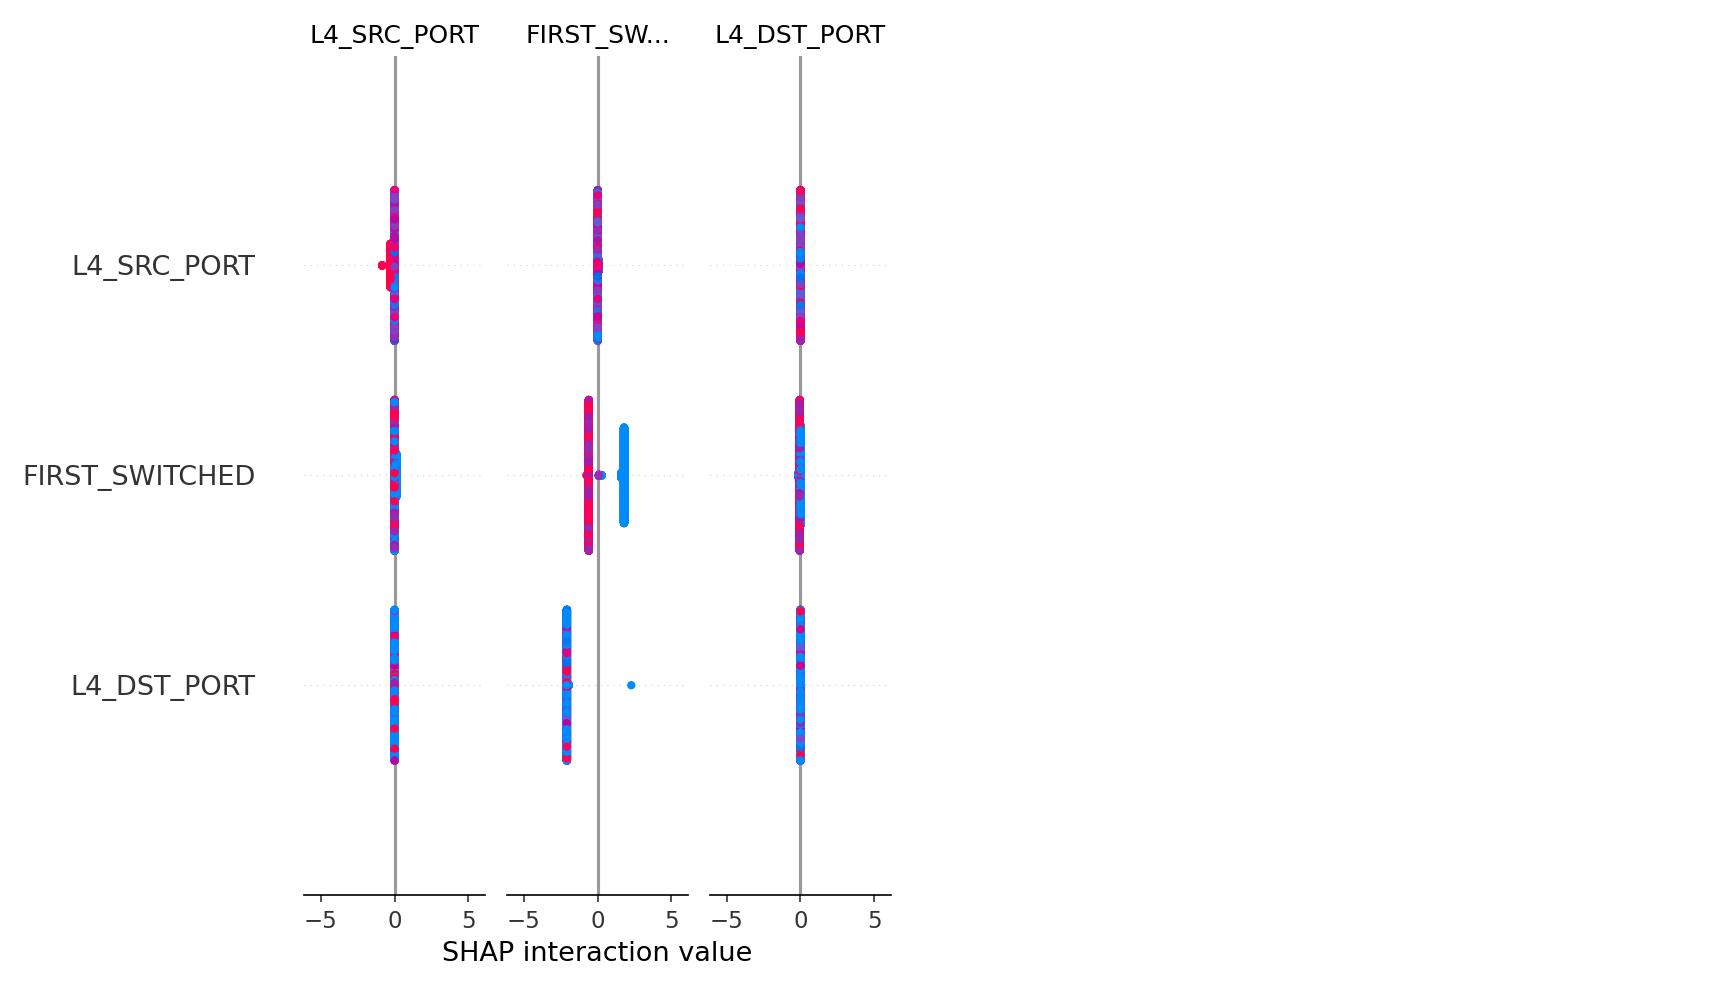 L4_SRC_PORT FIRST_SW... L4_DST_PORT
L4_SRC_PORT
FIRST_SWITCHED
L4_DST_PORT
−5 0 5 −5 0 5 −5 0 5
SHAP interaction value